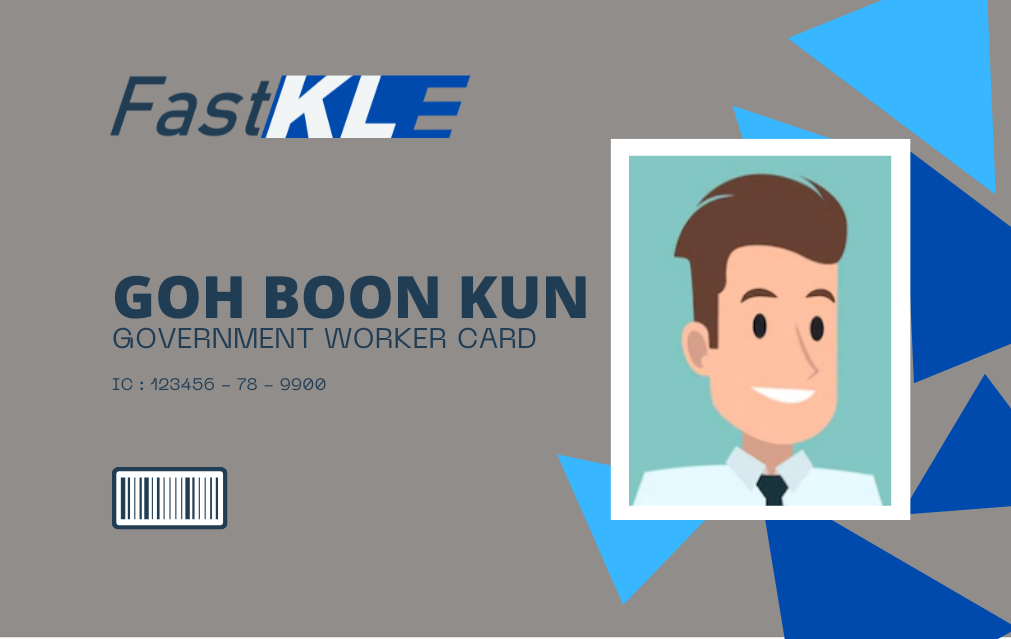 FastKLE
GOH BOON KUN
GOVERNMENT WORKER CARD
IC : 123456 - 78 - 9900